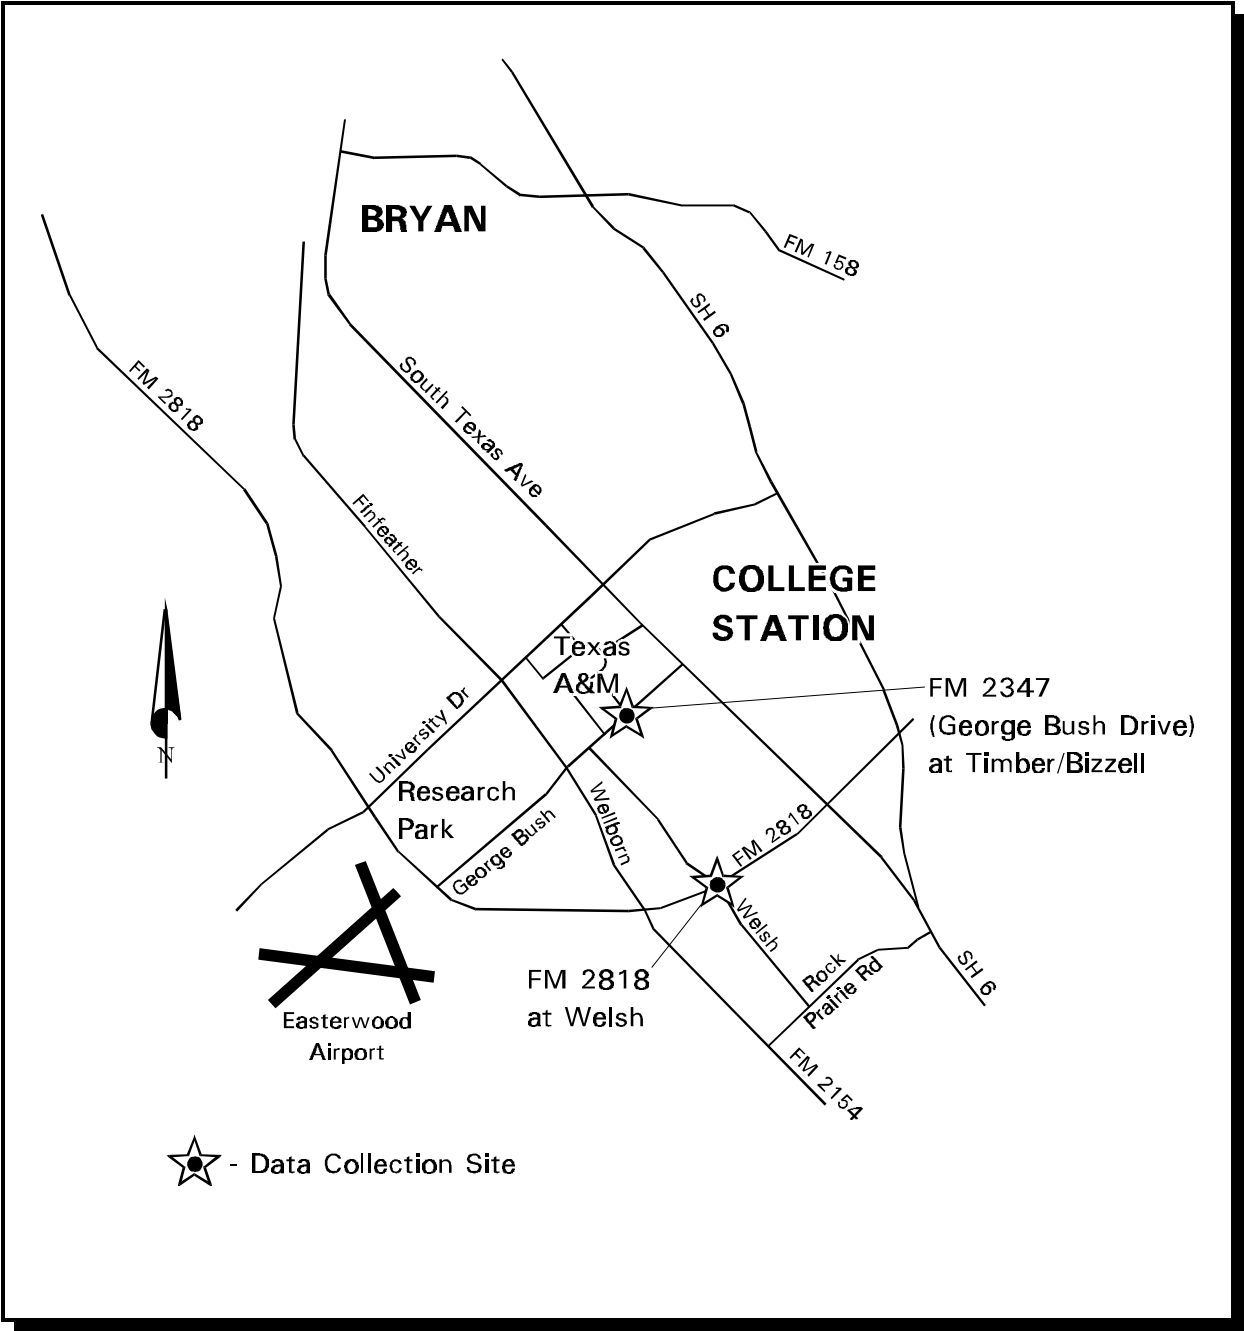 BRYAN
FM 158
SH 6
FM 2818
South Texas Ave
Finfeather
COLLEGE
STATION
Texas
A&M
FM 2347
(George Bush Drive)
at Timber/Bizzell
University Dr
N
Research
Park
George Bush
Wellborn
FM 2818
Welsh
FM 2818
at Welsh
Rock
Prairie Rd
SH 6
Easterwood
Airport
FM 2154
- Data Collection Site